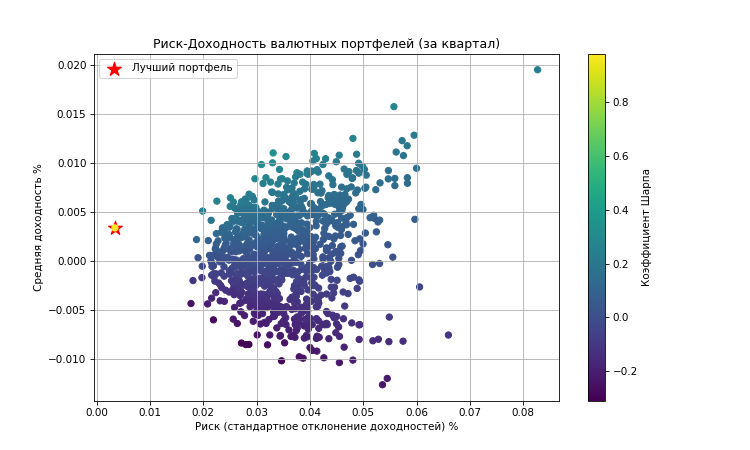 Риск-Доходность валютных портфелей (за квартал)
Лучший портфель
Средняя доходность %
0.020
0.015
0.010
0.005
0.000
−0.005
−0.010
0.00 0.01 0.02 0.03 0.04 0.05 0.06 0.07 0.08
Риск (стандартное отклонение доходностей) %
0.8
0.6
0.4
0.2
0.0
−0.2
Коэффициент Шарпа